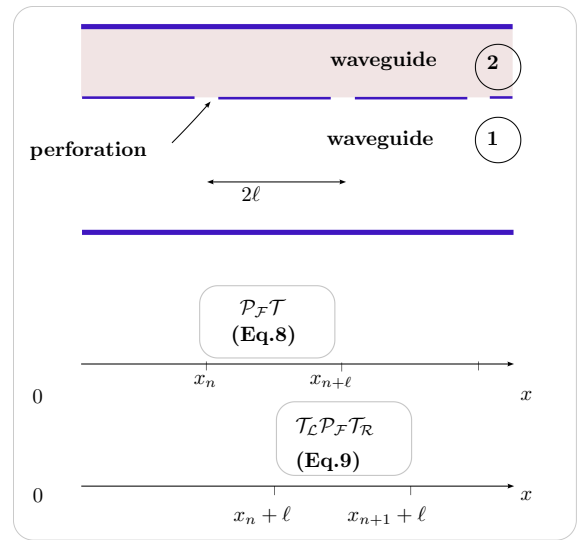 waveguide 2
waveguide 1
perforation
2ℓ
𝒫_ℱ𝒯
(Eq.8)
x_n x_{n+ℓ}
0 x
𝒯_ℒ𝒫_ℱ𝒯_ℛ
(Eq.9)
0 x
x_n + ℓ x_{n+1} + ℓ